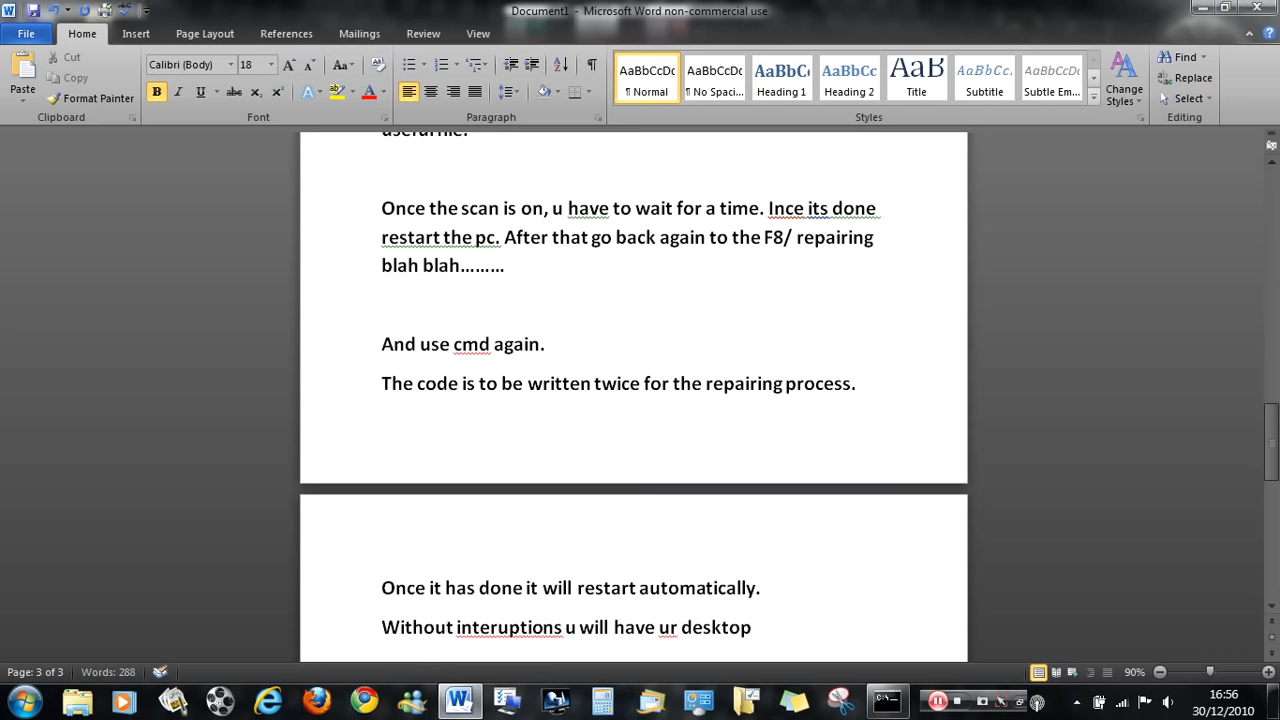 Document1 - Microsoft Word non-commercial use
File Home Insert Page Layout References Mailings Review View
Paste
Cut
Copy
Format Painter
Clipboard
Calibri (Body) 18
B I U abc x₂ x² A A
Font
Paragraph
AaBbCcDc AaBbCcDc AaBbCc AaBbCc AaB AaBbCc. AaBbCcDc
¶ Normal ¶ No Spaci... Heading 1 Heading 2 Title Subtitle Subtle Em...
Change
Styles
Styles
Find
Replace
Select
Editing
Once the scan is on, u have to wait for a time. Ince its done
restart the pc. After that go back again to the F8/ repairing
blah blah………
And use cmd again.
The code is to be written twice for the repairing process.
Once it has done it will restart automatically.
Without interuptions u will have ur desktop
Page: 3 of 3 Words: 288 90%
16:56
30/12/2010